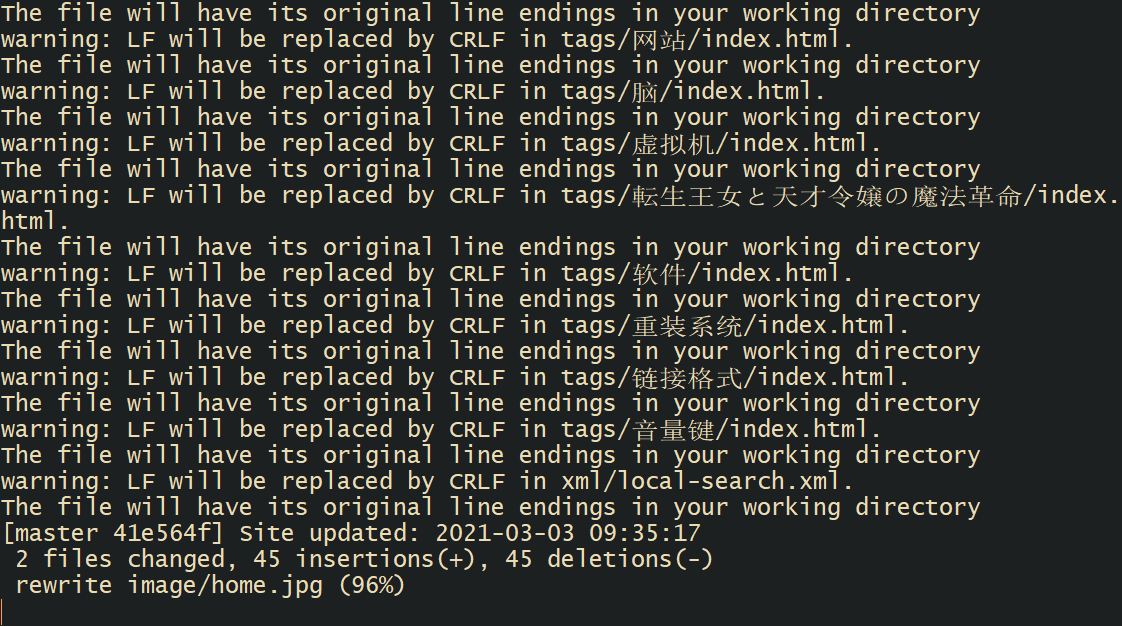 The file will have its original line endings in your working directory
warning: LF will be replaced by CRLF in tags/网站/index.html.
The file will have its original line endings in your working directory
warning: LF will be replaced by CRLF in tags/脑/index.html.
The file will have its original line endings in your working directory
warning: LF will be replaced by CRLF in tags/虚拟机/index.html.
The file will have its original line endings in your working directory
warning: LF will be replaced by CRLF in tags/転生王女と天才令嬢の魔法革命/index.
html.
The file will have its original line endings in your working directory
warning: LF will be replaced by CRLF in tags/软件/index.html.
The file will have its original line endings in your working directory
warning: LF will be replaced by CRLF in tags/重装系统/index.html.
The file will have its original line endings in your working directory
warning: LF will be replaced by CRLF in tags/链接格式/index.html.
The file will have its original line endings in your working directory
warning: LF will be replaced by CRLF in tags/音量键/index.html.
The file will have its original line endings in your working directory
warning: LF will be replaced by CRLF in xml/local-search.xml.
The file will have its original line endings in your working directory
[master 41e564f] Site updated: 2021-03-03 09:35:17
2 files changed, 45 insertions(+), 45 deletions(-)
rewrite image/home.jpg (96%)